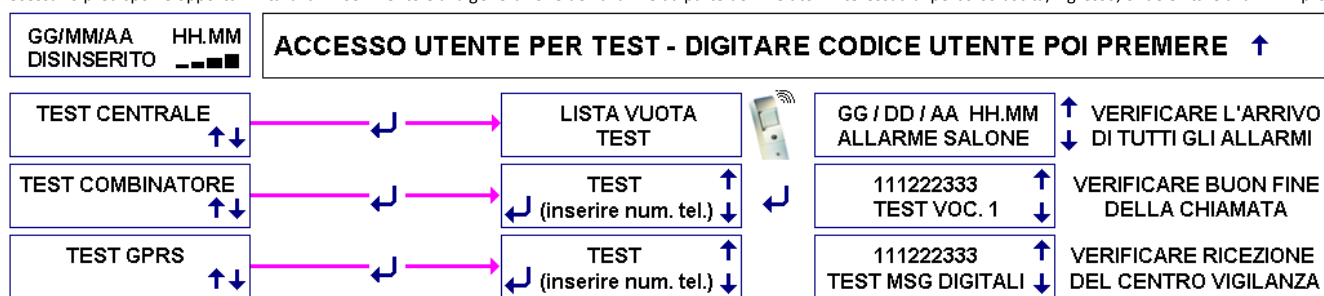 GG/MM/AA HH.MM
DISINSERITO
ACCESSO UTENTE PER TEST - DIGITARE CODICE UTENTE POI PREMERE ↑
TEST CENTRALE
LISTA VUOTA
TEST
GG / DD / AA HH.MM
ALLARME SALONE
VERIFICARE L'ARRIVO
DI TUTTI GLI ALLARMI
TEST COMBINATORE
TEST
(inserire num. tel.)
111222333
TEST VOC. 1
VERIFICARE BUON FINE
DELLA CHIAMATA
TEST GPRS
TEST
(inserire num. tel.)
111222333
TEST MSG DIGITALI
VERIFICARE RICEZIONE
DEL CENTRO VIGILANZA